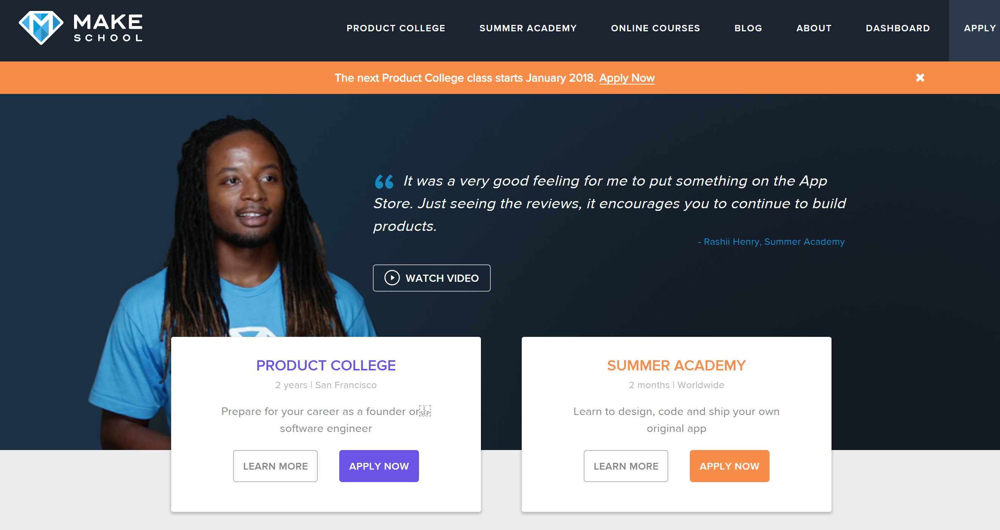 MAKE
SCHOOL
PRODUCT COLLEGE
SUMMER ACADEMY
ONLINE COURSES
BLOG
ABOUT
DASHBOARD
APPLY
The next Product College class starts January 2018. Apply Now
“ It was a very good feeling for me to put something on the App
Store. Just seeing the reviews, it encourages you to continue to build
products.
- Rashii Henry, Summer Academy
WATCH VIDEO
PRODUCT COLLEGE
2 years | San Francisco
Prepare for your career as a founder or
L SEP
software engineer
LEARN MORE
APPLY NOW
SUMMER ACADEMY
2 months | Worldwide
Learn to design, code and ship your own
original app
LEARN MORE
APPLY NOW